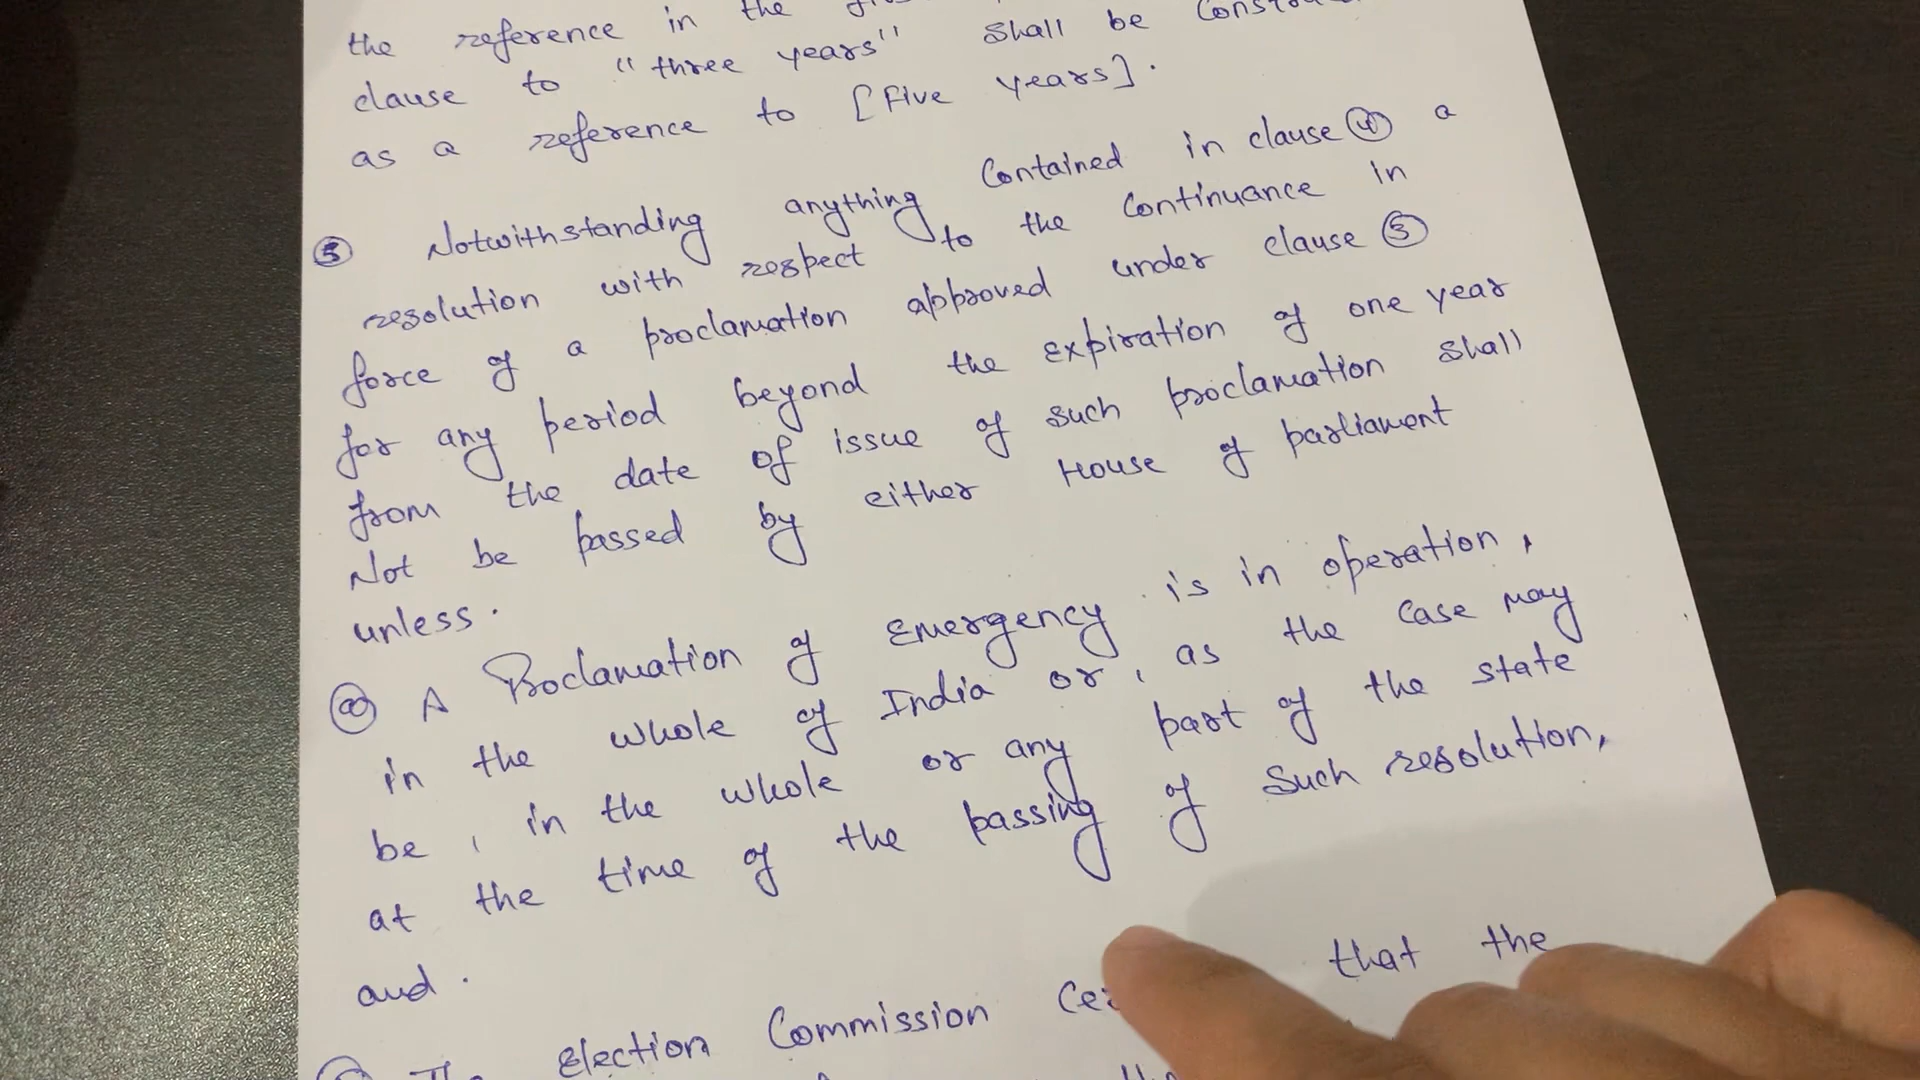 the reference in the
clause to "three years" shall be
as a reference to [Five years].
⑤ Notwithstanding anything Contained in clause ④ a
resolution with respect to the Continuance in
force of a proclamation approved under clause ③
for any period beyond the expiration of one year
from the date of issue of such proclamation shall
Not be passed by either House of parliament
unless.
ⓐ A Proclamation of Emergency is in operation,
in the whole of India or, as the case may
be, in the whole or any part of the state
at the time of the passing of such resolution,
and.
Election Commission that the